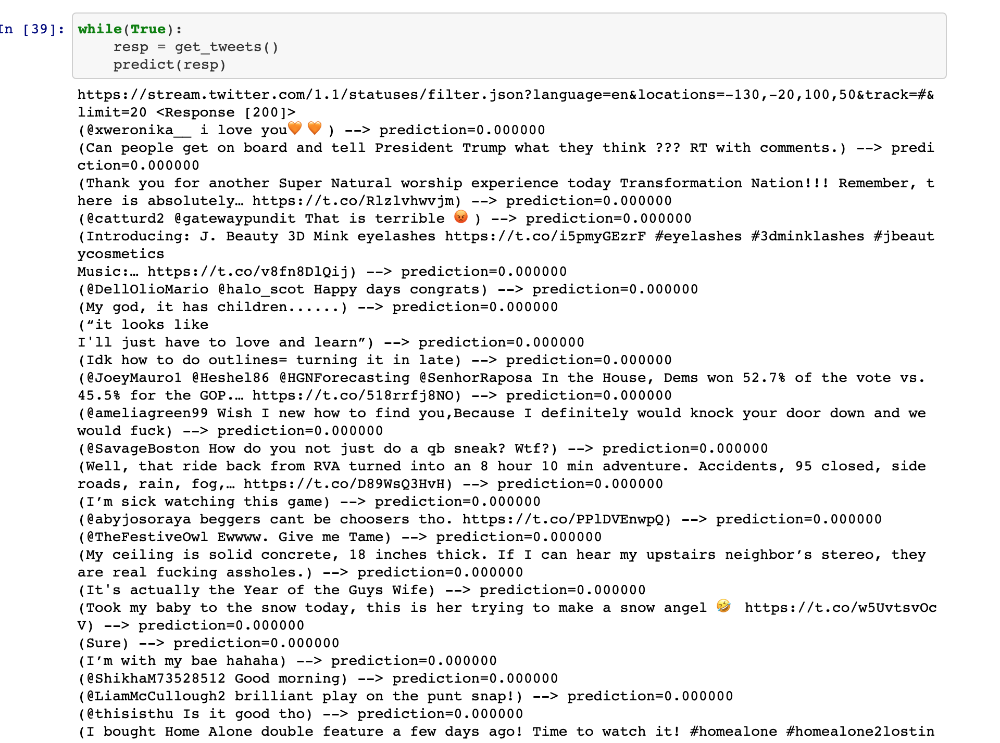 In [39]: while(True):
    resp = get_tweets()
    predict(resp)
https://stream.twitter.com/1.1/statuses/filter.json?language=en&locations=-130,-20,100,50&track=#&
limit=20 <Response [200]>
(@xweronika__ i love you🧡 🧡 ) --> prediction=0.000000
(Can people get on board and tell President Trump what they think ??? RT with comments.) --> predi
ction=0.000000
(Thank you for another Super Natural worship experience today Transformation Nation!!! Remember, t
here is absolutely… https://t.co/Rlzlvhwvjm) --> prediction=0.000000
(@catturd2 @gatewaypundit That is terrible 😡 ) --> prediction=0.000000
(Introducing: J. Beauty 3D Mink eyelashes https://t.co/i5pmyGEzrF #eyelashes #3dminklashes #jbeaut
ycosmetics
Music:… https://t.co/v8fn8DlQij) --> prediction=0.000000
(@DellOlioMario @halo_scot Happy days congrats) --> prediction=0.000000
(My god, it has children......) --> prediction=0.000000
(“it looks like
I'll just have to love and learn”) --> prediction=0.000000
(Idk how to do outlines= turning it in late) --> prediction=0.000000
(@JoeyMauro1 @Heshel86 @HGNForecasting @SenhorRaposa In the House, Dems won 52.7% of the vote vs.
45.5% for the GOP.… https://t.co/518rrfj8NO) --> prediction=0.000000
(@ameliagreen99 Wish I new how to find you,Because I definitely would knock your door down and we
would fuck) --> prediction=0.000000
(@SavageBoston How do you not just do a qb sneak? Wtf?) --> prediction=0.000000
(Well, that ride back from RVA turned into an 8 hour 10 min adventure. Accidents, 95 closed, side
roads, rain, fog,… https://t.co/D89WsQ3HvH) --> prediction=0.000000
(I’m sick watching this game) --> prediction=0.000000
(@abyjosoraya beggers cant be choosers tho. https://t.co/PPlDVEnwpQ) --> prediction=0.000000
(@TheFestiveOwl Ewwww. Give me Tame) --> prediction=0.000000
(My ceiling is solid concrete, 18 inches thick. If I can hear my upstairs neighbor’s stereo, they
are real fucking assholes.) --> prediction=0.000000
(It's actually the Year of the Guys Wife) --> prediction=0.000000
(Took my baby to the snow today, this is her trying to make a snow angel 🤣  https://t.co/w5UvtsvOc
V) --> prediction=0.000000
(Sure) --> prediction=0.000000
(I’m with my bae hahaha) --> prediction=0.000000
(@ShikhaM73528512 Good morning) --> prediction=0.000000
(@LiamMcCullough2 brilliant play on the punt snap!) --> prediction=0.000000
(@thisisthu Is it good tho) --> prediction=0.000000
(I bought Home Alone double feature a few days ago! Time to watch it! #homealone #homealone2lostin